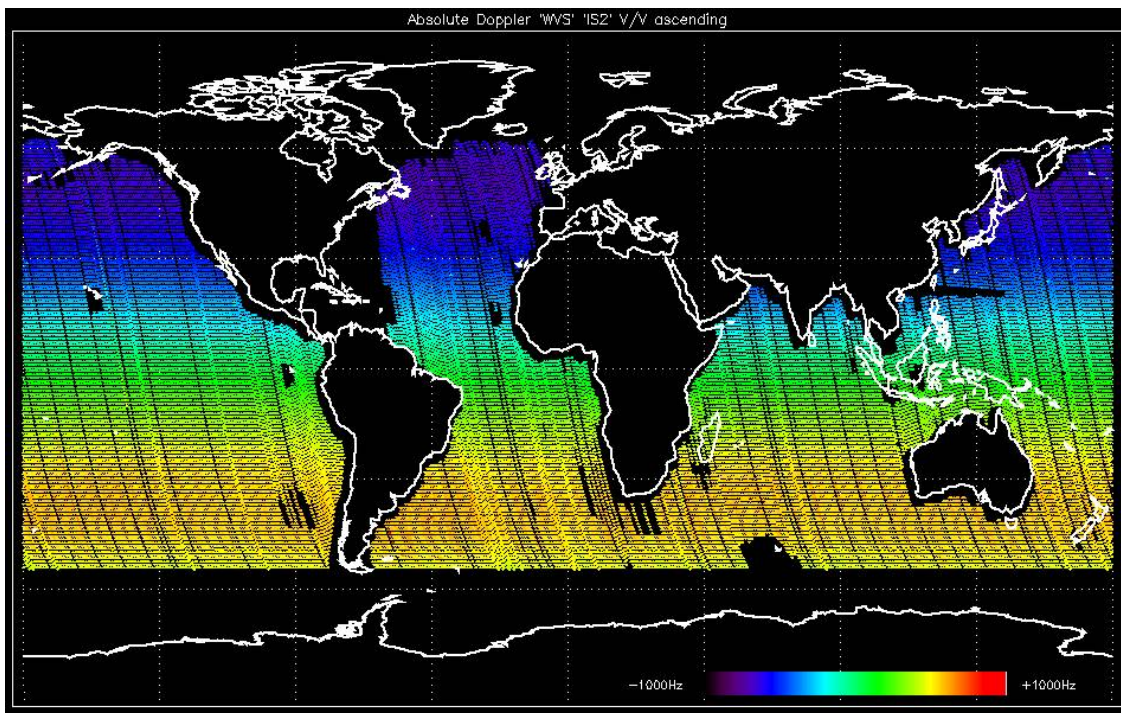 Absolute Doppler 'WVS' 'IS2' V/V ascending
-1000Hz +1000Hz